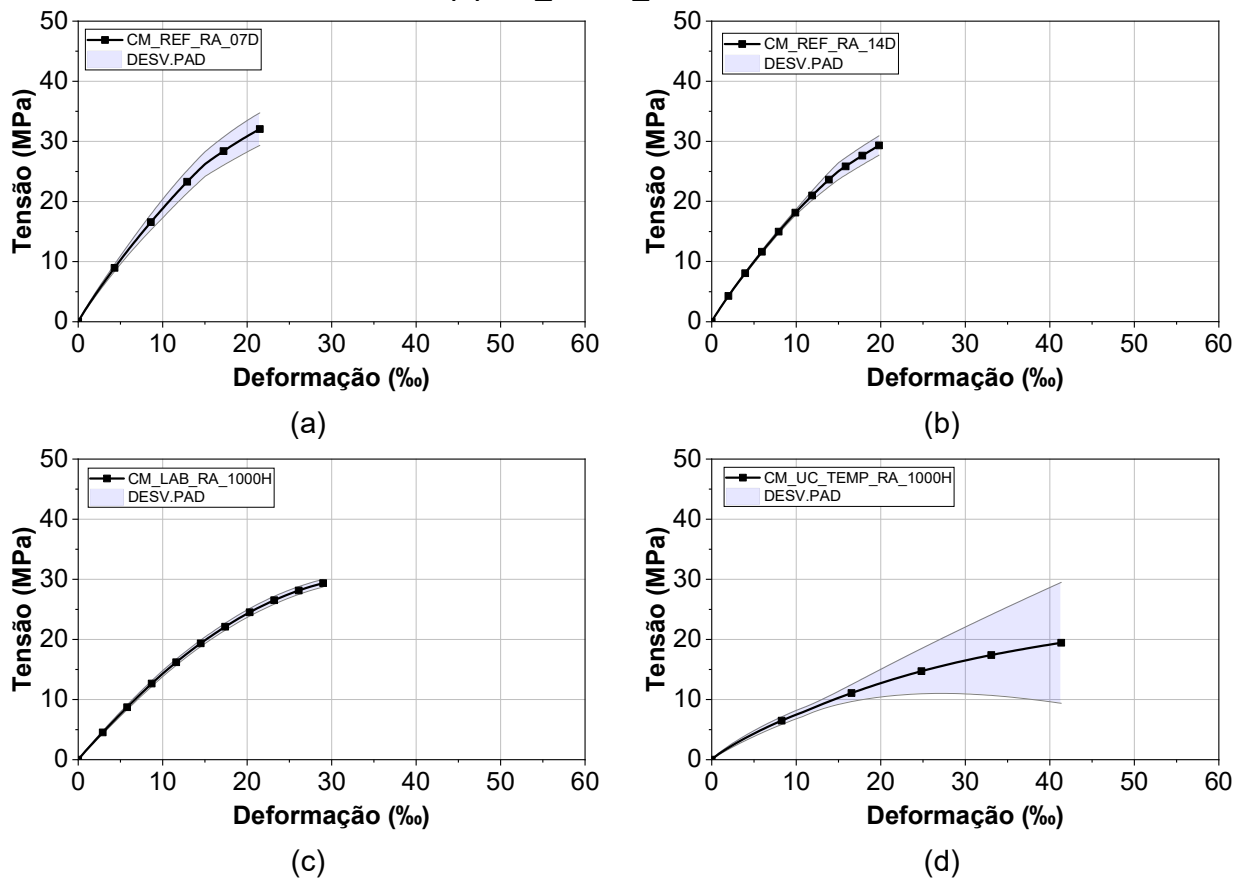 50
40
30
20
10
0
Tensão (MPa)
CM_REF_RA_07D
DESV.PAD
0 10 20 30 40 50 60
Deformação (‰)
(a)
50
40
30
20
10
0
Tensão (MPa)
CM_REF_RA_14D
DESV.PAD
0 10 20 30 40 50 60
Deformação (‰)
(b)
50
40
30
20
10
0
Tensão (MPa)
CM_LAB_RA_1000H
DESV.PAD
0 10 20 30 40 50 60
Deformação (‰)
(c)
50
40
30
20
10
0
Tensão (MPa)
CM_UC_TEMP_RA_1000H
DESV.PAD
0 10 20 30 40 50 60
Deformação (‰)
(d)